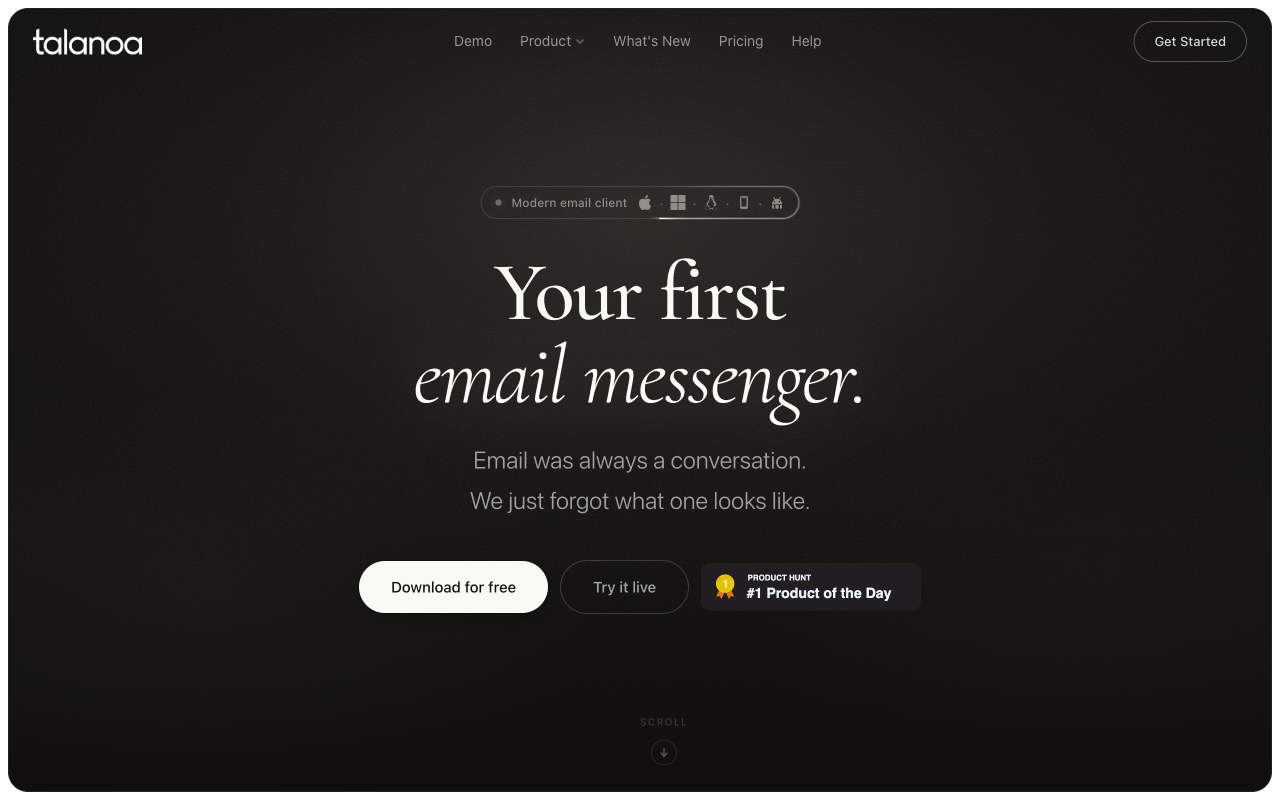 talanoa
Demo
Product
What's New
Pricing
Help
Get Started
Modern email client
Your first
email messenger.
Email was always a conversation.
We just forgot what one looks like.
Download for free
Try it live
1
PRODUCT HUNT
#1 Product of the Day
SCROLL